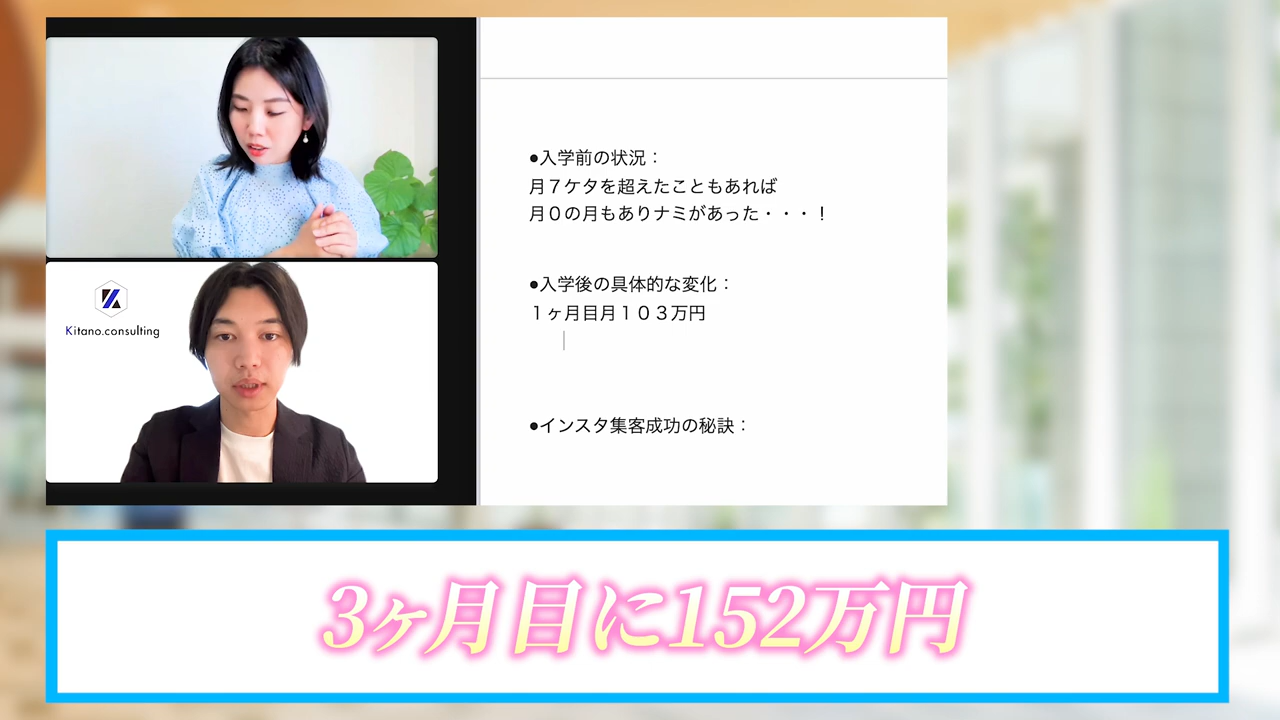 Kitano.consulting
●入学前の状況：
月７ケタを超えたこともあれば
月０の月もありナミがあった・・・！
●入学後の具体的な変化：
１ヶ月目月１０３万円
●インスタ集客成功の秘訣：
3ヶ月目に152万円